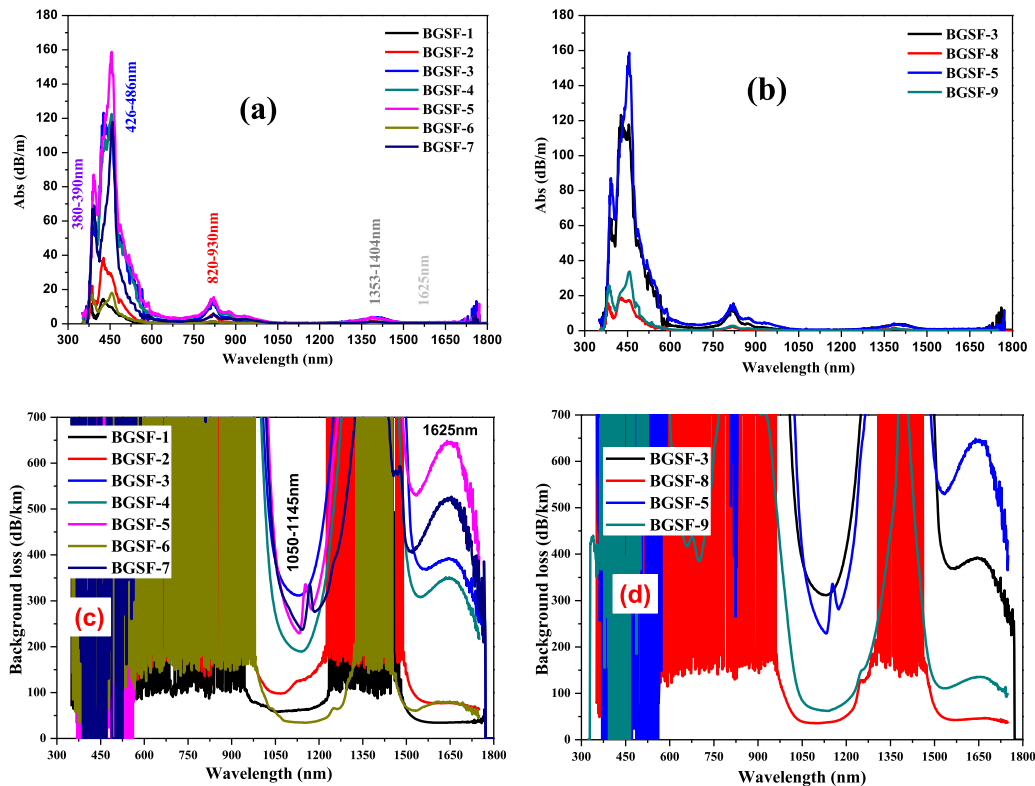 180
160
140
120
100
80
60
40
20
0
Abs (dB/m)
300 450 600 750 900 1050 1200 1350 1500 1650 1800
Wavelength (nm)
(a)
380-390nm
426-486nm
820-930nm
1353-1404nm
1625nm
BGSF-1
BGSF-2
BGSF-3
BGSF-4
BGSF-5
BGSF-6
BGSF-7
180
160
140
120
100
80
60
40
20
0
Abs (dB/m)
300 450 600 750 900 1050 1200 1350 1500 1650 1800
Wavelength (nm)
(b)
BGSF-3
BGSF-8
BGSF-5
BGSF-9
700
600
500
400
300
200
100
0
Background loss (dB/km)
300 450 600 750 900 1050 1200 1350 1500 1650 1800
Wavelength (nm)
BGSF-1
BGSF-2
BGSF-3
BGSF-4
BGSF-5
BGSF-6
BGSF-7
(c)
1050-1145nm
1625nm
700
600
500
400
300
200
100
0
Background loss (dB/km)
300 450 600 750 900 1050 1200 1350 1500 1650 1800
Wavelength (nm)
BGSF-3
BGSF-8
BGSF-5
BGSF-9
(d)